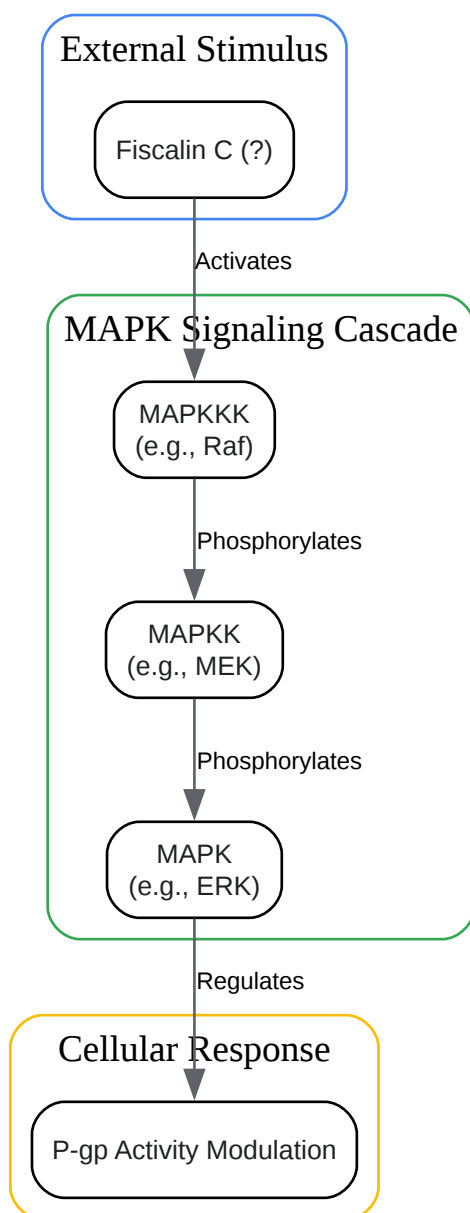 External Stimulus
Fiscalin C (?)
Activates
MAPK Signaling Cascade
MAPKKK
(e.g., Raf)
Phosphorylates
MAPKK
(e.g., MEK)
Phosphorylates
MAPK
(e.g., ERK)
Regulates
Cellular Response
P-gp Activity Modulation